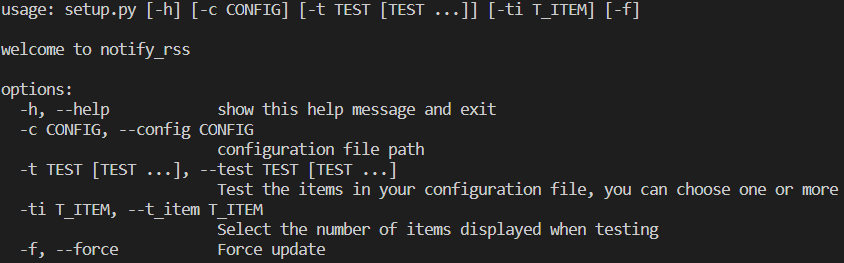 usage: setup.py [-h] [-c CONFIG] [-t TEST [TEST ...]] [-ti T_ITEM] [-f]
welcome to notify_rss
options:
-h, --help show this help message and exit
-c CONFIG, --config CONFIG
configuration file path
-t TEST [TEST ...], --test TEST [TEST ...]
Test the items in your configuration file, you can choose one or more
-ti T_ITEM, --t_item T_ITEM
Select the number of items displayed when testing
-f, --force Force update